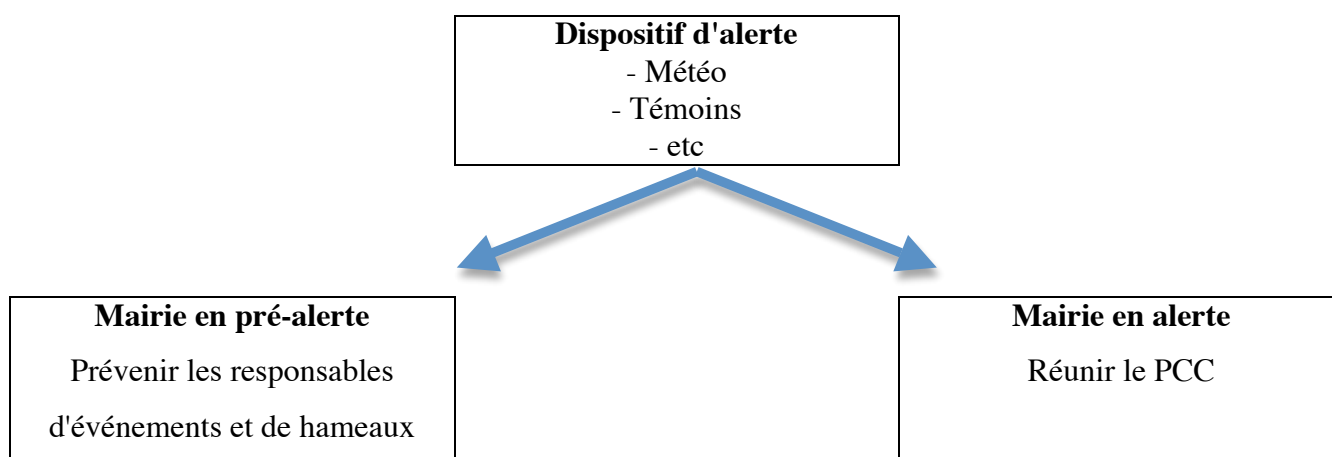 Dispositif d'alerte
- Météo
- Témoins
- etc
Mairie en pré-alerte
Prévenir les responsables
d'événements et de hameaux
Mairie en alerte
Réunir le PCC